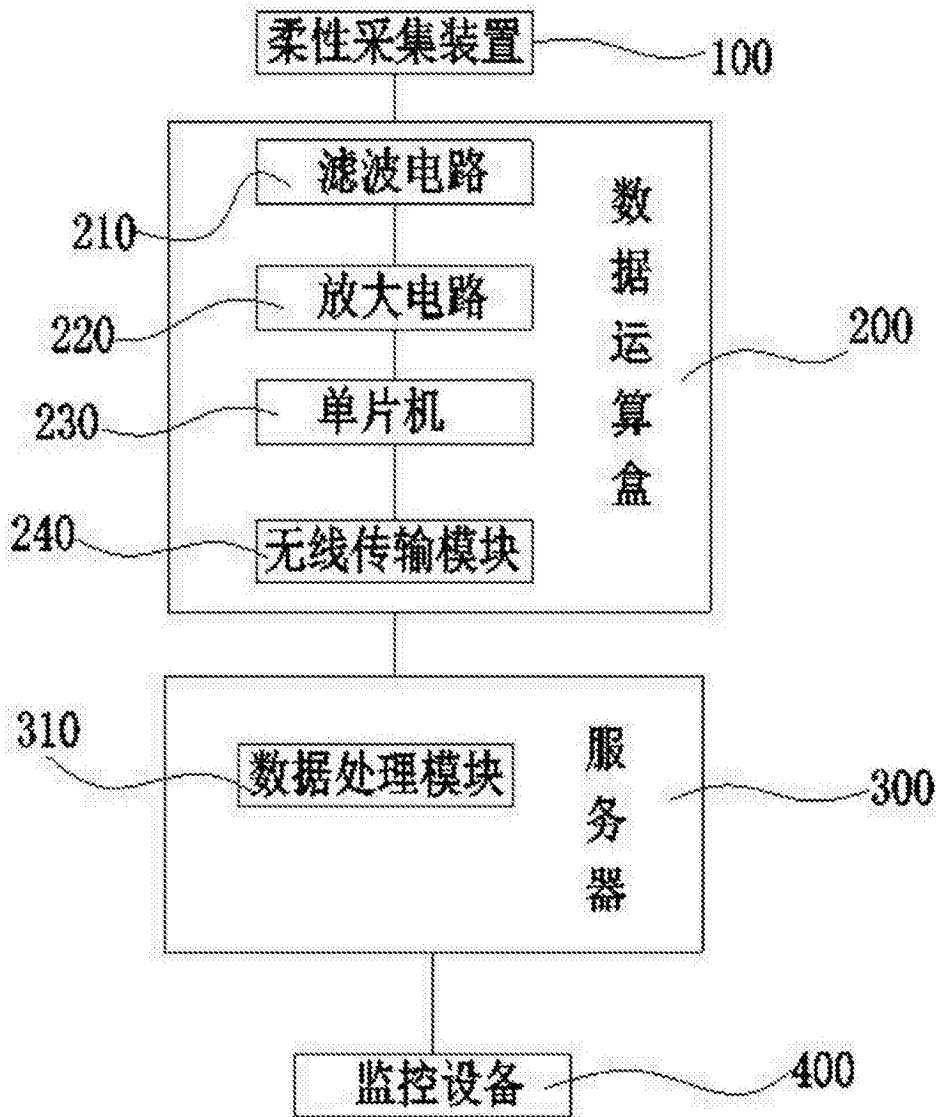 柔性采集装置
100
滤波电路
210
放大电路
220
单片机
230
无线传输模块
240
数据运算盒
200
数据处理模块
310
服务器
300
监控设备
400